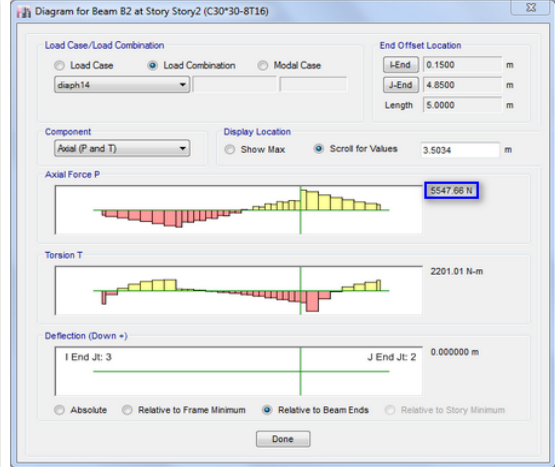 Diagram for Beam B2 at Story Story2 (C30*30-8T16)
Load Case/Load Combination
Load Case Load Combination Modal Case
diaph14
End Offset Location
I-End 0.1500 m
J-End 4.8500 m
Length 5.0000 m
Component
Axial (P and T)
Display Location
Show Max Scroll for Values 3.5034 m
Axial Force P
5547.66 N
Torsion T
2201.01 N-m
Deflection (Down +)
I End Jt: 3 J End Jt: 2 0.000000 m
Absolute Relative to Frame Minimum Relative to Beam Ends Relative to Story Minimum
Done